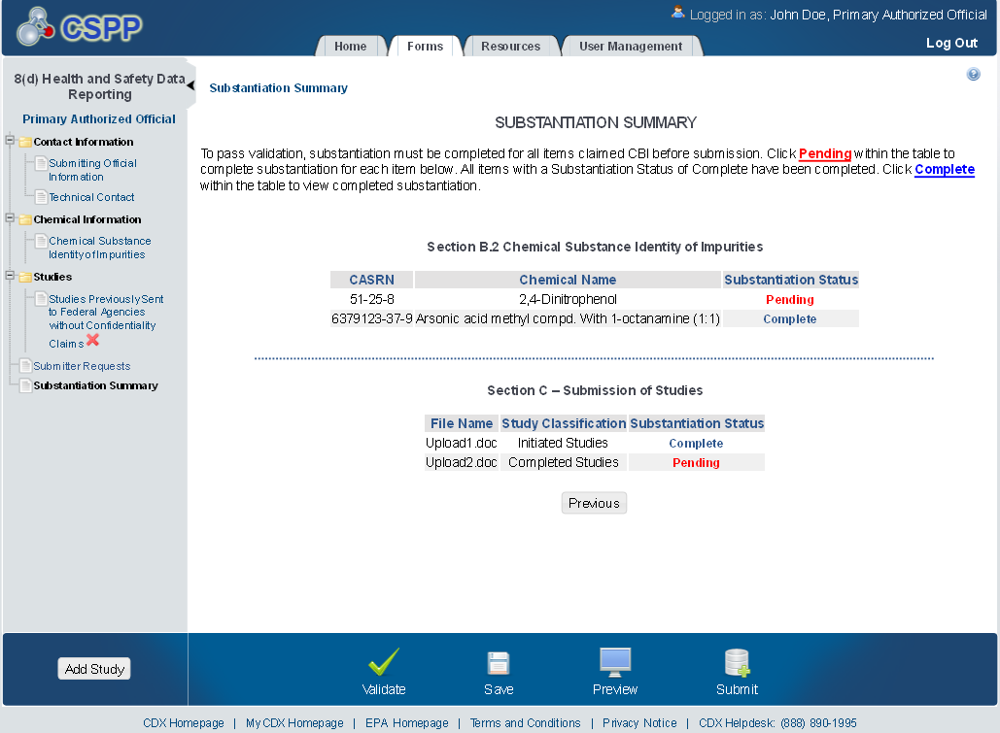 CSPP
Logged in as: John Doe, Primary Authorized Official
Log Out
Home
Forms
Resources
User Management
8(d) Health and Safety Data
Reporting
Primary Authorized Official
Contact Information
Submitting Official
Information
Technical Contact
Chemical Information
Chemical Substance
Identity of Impurities
Studies
Studies Previously Sent
to Federal Agencies
without Confidentiality
Claims
Submitter Requests
Substantiation Summary
Substantiation Summary
SUBSTANTIATION SUMMARY
To pass validation, substantiation must be completed for all items claimed CBI before submission. Click Pending within the table to
complete substantiation for each item below. All items with a Substantiation Status of Complete have been completed. Click Complete
within the table to view completed substantiation.
Section B.2 Chemical Substance Identity of Impurities
CASRN Chemical Name Substantiation Status
51-25-8 2,4-Dinitrophenol Pending
6379123-37-9 Arsonic acid methyl compd. With 1-octanamine (1:1) Complete
Section C – Submission of Studies
File Name Study Classification Substantiation Status
Upload1.doc Initiated Studies Complete
Upload2.doc Completed Studies Pending
Previous
Add Study
Validate
Save
Preview
Submit
CDX Homepage | My CDX Homepage | EPA Homepage | Terms and Conditions | Privacy Notice | CDX Helpdesk: (888) 890-1995